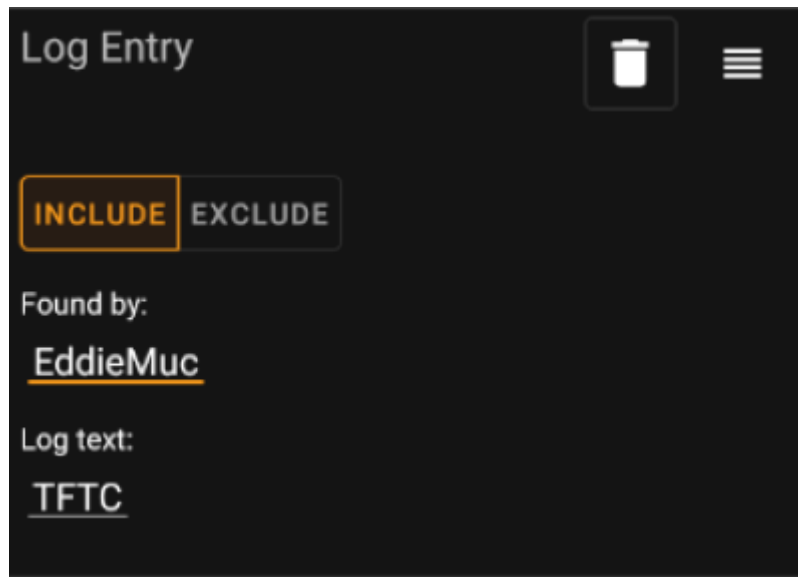 Log Entry
INCLUDE EXCLUDE
Found by:
EddieMuc
Log text:
TFTC